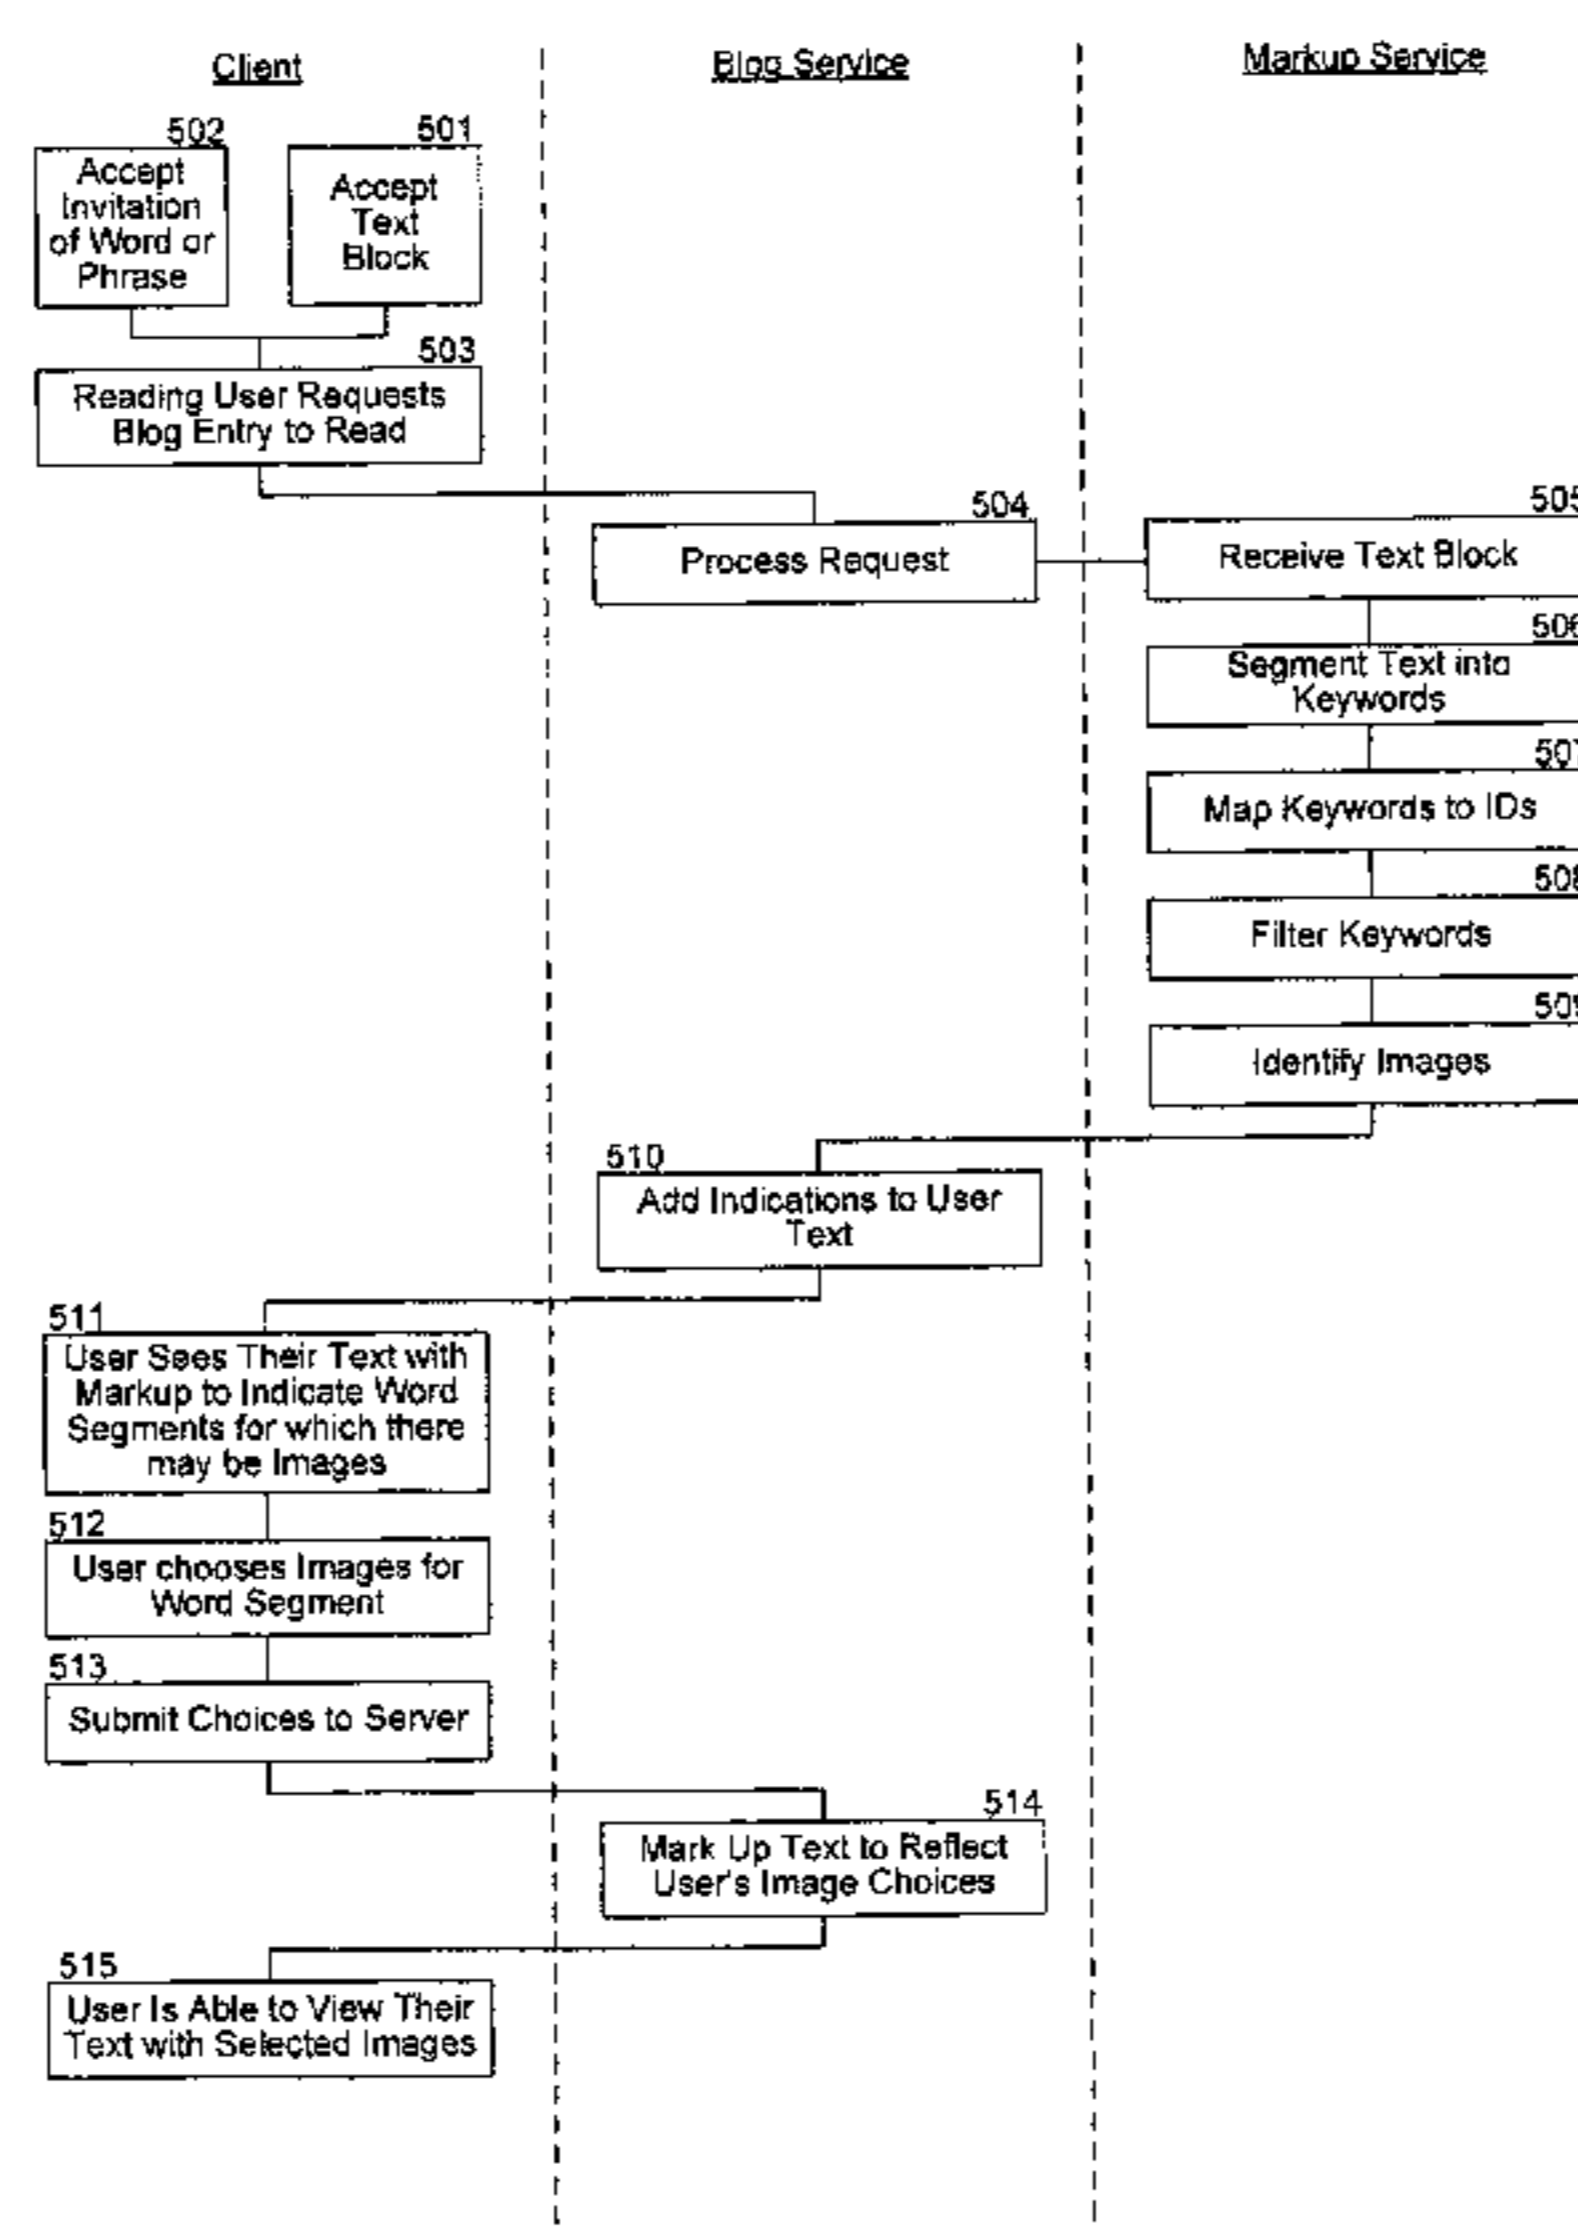 Client
Blog Service
Markup Service
502
501
Accept
Invitation
of Word or
Phrase
Accept
Text
Block
503
Reading User Requests
Blog Entry to Read
504
Process Request
505
Receive Text Block
506
Segment Text into
Keywords
507
Map Keywords to IDs
508
Filter Keywords
509
Identify Images
510
Add Indications to User
Text
511
User Sees Their Text with
Markup to Indicate Word
Segments for which there
may be Images
512
User chooses Images for
Word Segment
513
Submit Choices to Server
514
Mark Up Text to Reflect
User's Image Choices
515
User Is Able to View Their
Text with Selected Images